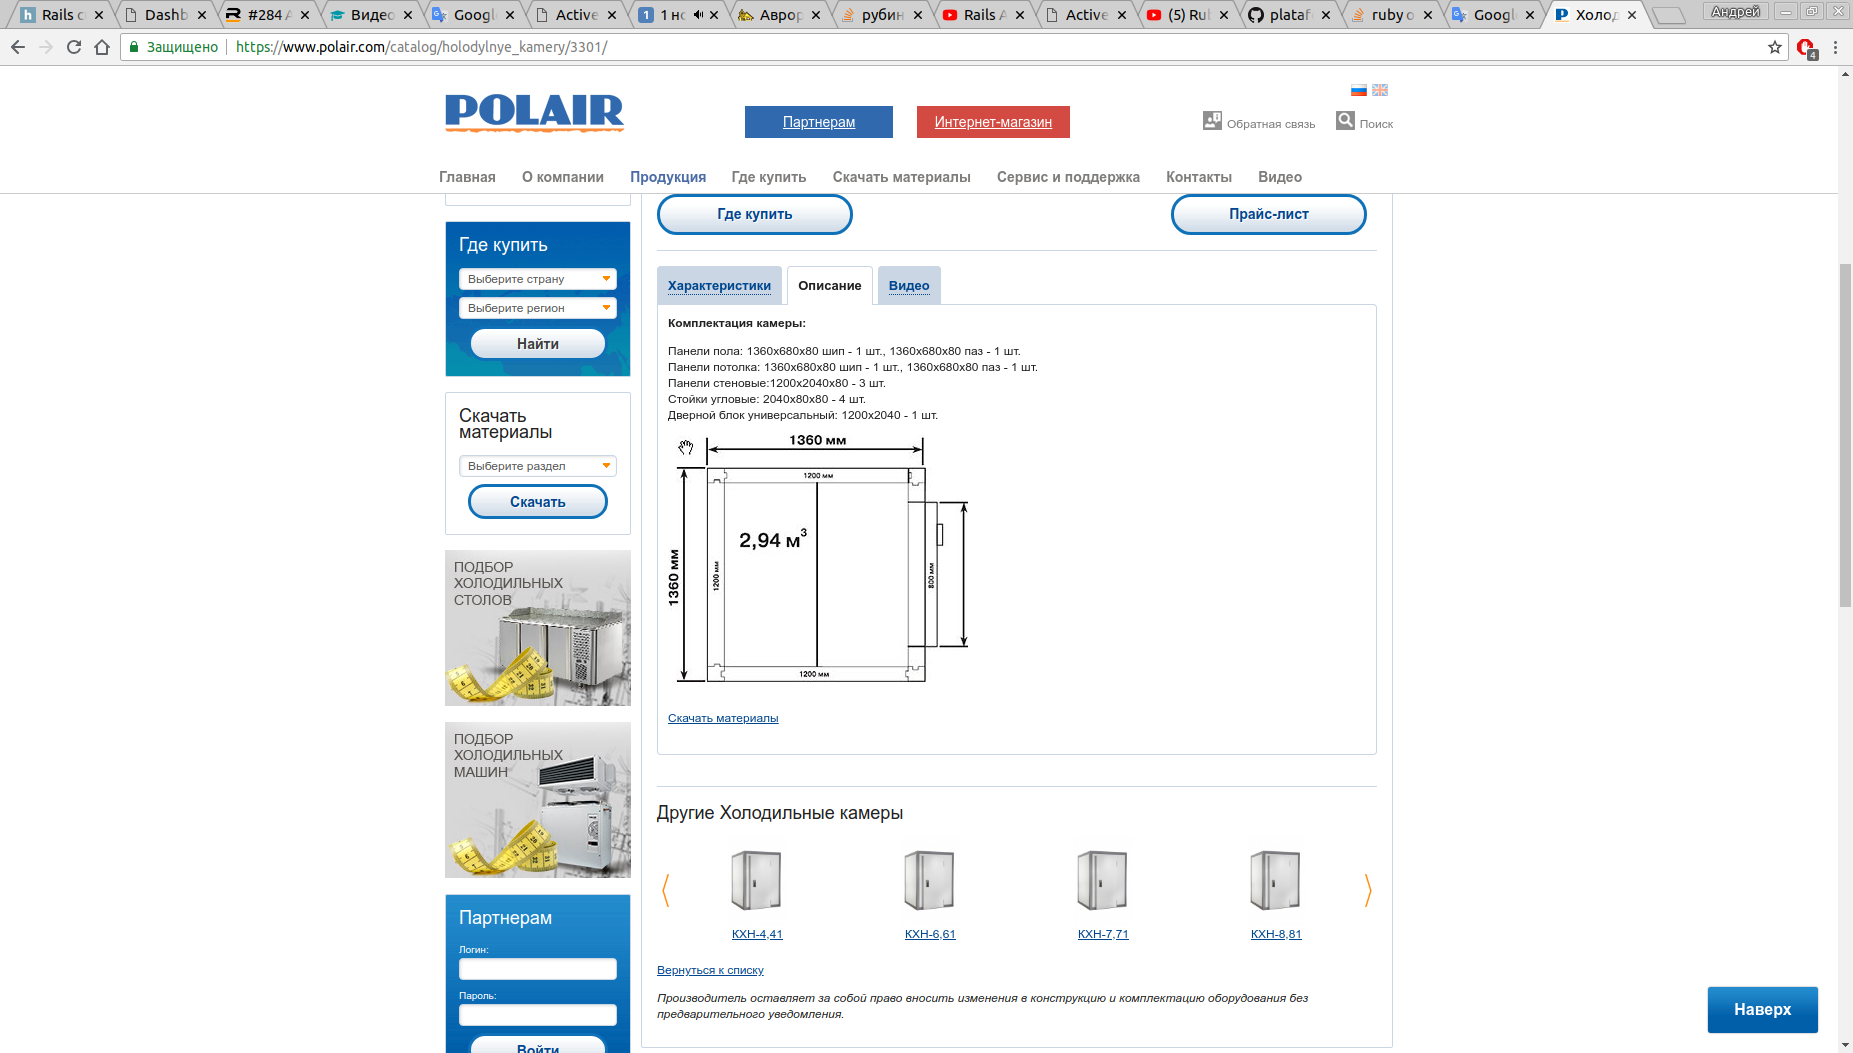 Rails с
Dashb
#284 A
Видео
Googl
Active
1 но
Аврор
рубин
Rails A
Active
(5) Rul
plataf
ruby o
Googl
Холод
Андрей
Защищено
https://www.polair.com/catalog/holodylnye_kamery/3301/
4
POLAIR
Партнерам
Интернет-магазин
Обратная связь
Поиск
Главная
О компании
Продукция
Где купить
Скачать материалы
Сервис и поддержка
Контакты
Видео
Где купить
Выберите страну
Выберите регион
Найти
Скачать
материалы
Выберите раздел
Скачать
ПОДБОР
ХОЛОДИЛЬНЫХ
СТОЛОВ
ПОДБОР
ХОЛОДИЛЬНЫХ
МАШИН
Партнерам
Логин:
Пароль:
Войти
Где купить
Прайс-лист
Характеристики
Описание
Видео
Комплектация камеры:
Панели пола: 1360x680x80 шип - 1 шт., 1360x680x80 паз - 1 шт.
Панели потолка: 1360x680x80 шип - 1 шт., 1360x680x80 паз - 1 шт.
Панели стеновые:1200x2040x80 - 3 шт.
Стойки угловые: 2040x80x80 - 4 шт.
Дверной блок универсальный: 1200x2040 - 1 шт.
1360 мм
1200 мм
2,94 м³
1360 мм
1200 мм
800 мм
1200 мм
Скачать материалы
Другие Холодильные камеры
КХН-4,41
КХН-6,61
КХН-7,71
КХН-8,81
Вернуться к списку
Производитель оставляет за собой право вносить изменения в конструкцию и комплектацию оборудования без
предварительного уведомления.
Наверх